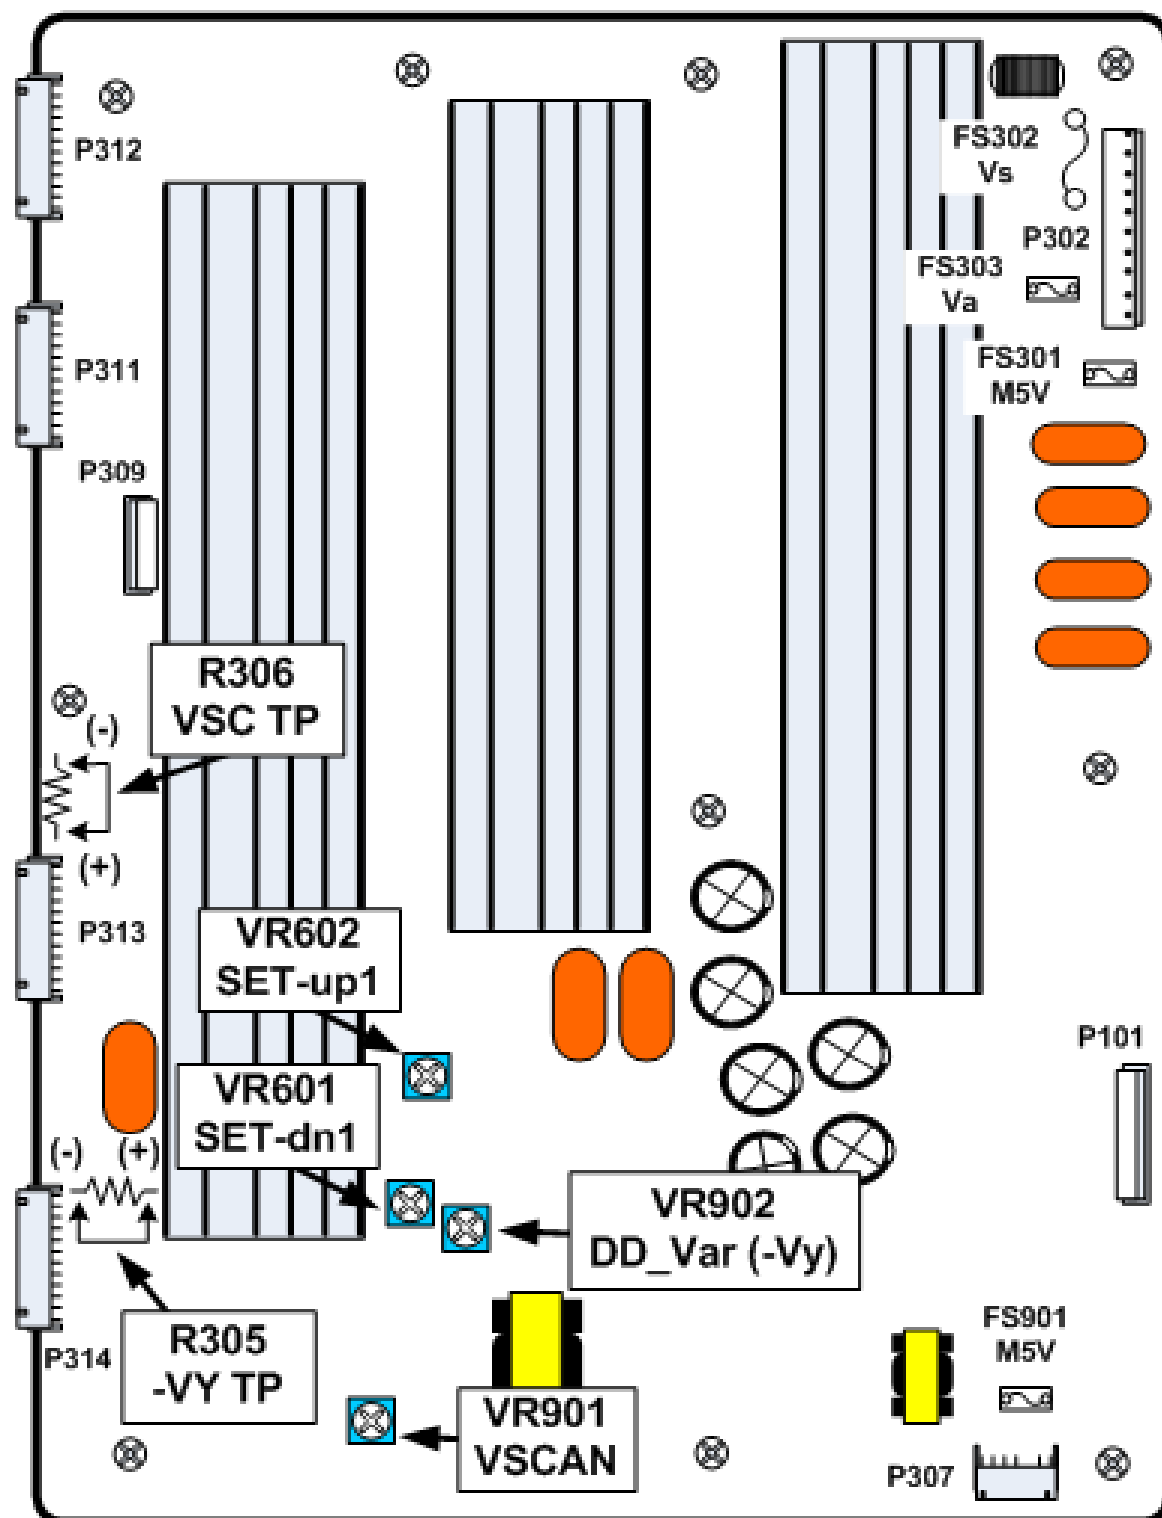 P312
FS302
Vs
P302
FS303
Va
P311
FS301
M5V
P309
R306
VSC TP
(-)
(+)
P313
VR602
SET-up1
P101
VR601
SET-dn1
(-) (+)
VR902
DD_Var (-Vy)
R305
-VY TP
P314
FS901
M5V
VR901
VSCAN
P307